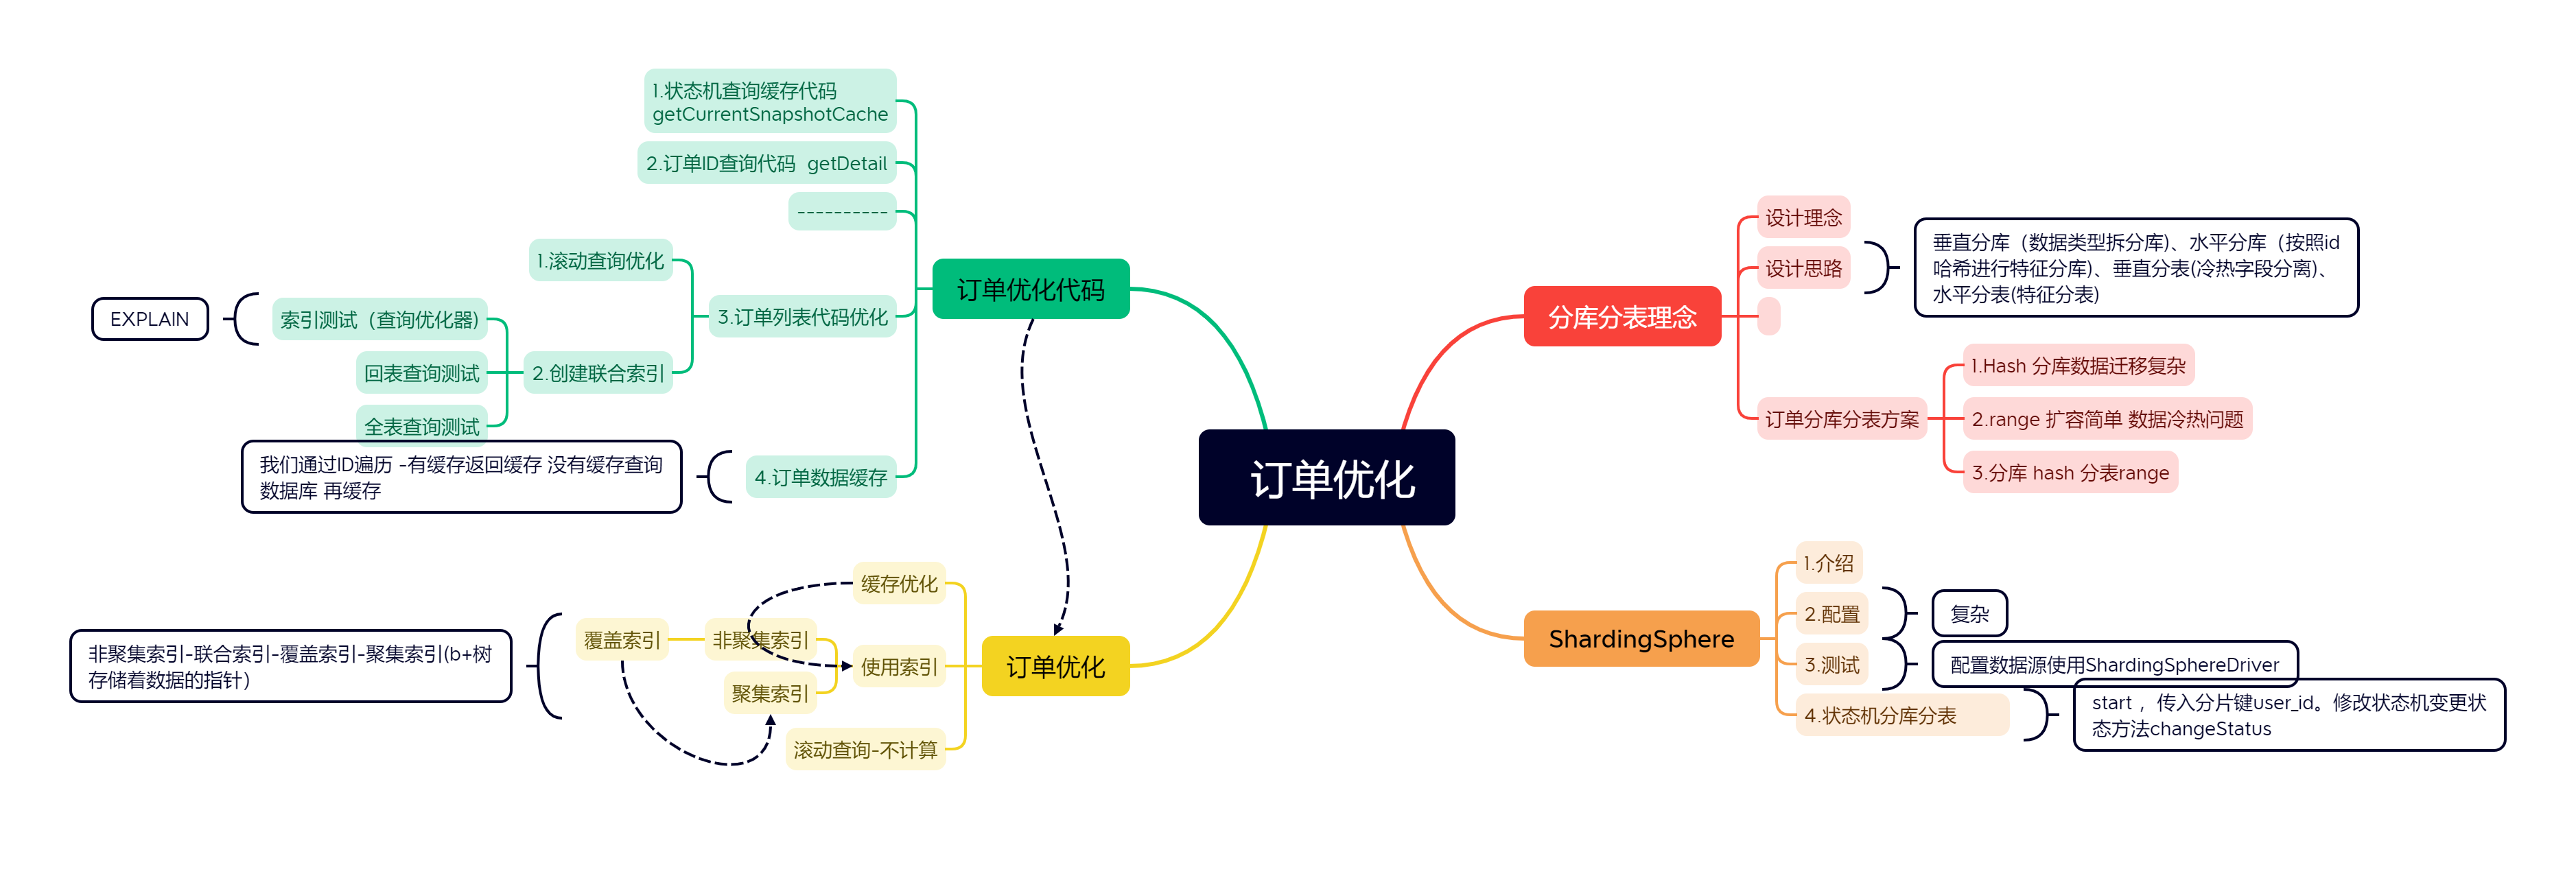 订单优化
分库分表理念
设计理念
设计思路
垂直分库（数据类型拆分库）、水平分库（按照id
哈希进行特征分库）、垂直分表(冷热字段分离)、
水平分表(特征分表)
订单分库分表方案
1.Hash 分库数据迁移复杂
2.range 扩容简单 数据冷热问题
3.分库 hash 分表range
ShardingSphere
1.介绍
2.配置
复杂
3.测试
配置数据源使用ShardingSphereDriver
4.状态机分库分表
start ，传入分片键user_id。修改状态机变更状
态方法changeStatus
订单优化代码
1.状态机查询缓存代码
getCurrentSnapshotCache
2.订单ID查询代码  getDetail
----------
3.订单列表代码优化
1.滚动查询优化
2.创建联合索引
索引测试（查询优化器)
EXPLAIN
回表查询测试
全表查询测试
4.订单数据缓存
我们通过ID遍历 -有缓存返回缓存 没有缓存查询
数据库 再缓存
订单优化
缓存优化
使用索引
非聚集索引
覆盖索引
非聚集索引-联合索引-覆盖索引-聚集索引(b+树
存储着数据的指针）
聚集索引
滚动查询-不计算